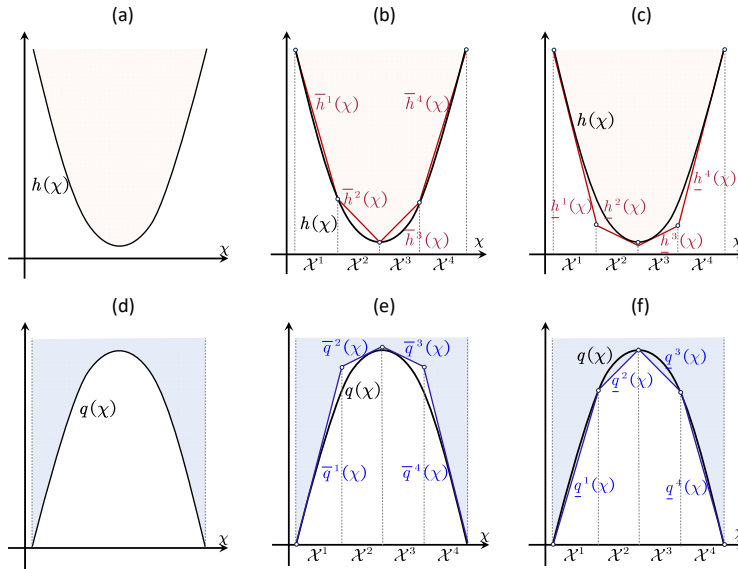 (a)
h(χ)
χ
(b)
h̅¹(χ)
h̅⁴(χ)
h̅²(χ)
h(χ)
h̅³(χ)
χ
𝒳¹ 𝒳² 𝒳³ 𝒳⁴
(c)
h(χ)
h̲⁴(χ)
h̲¹(χ)
h̲²(χ)
h̲³(χ)
χ
𝒳¹ 𝒳² 𝒳³ 𝒳⁴
(d)
q(χ)
χ
(e)
q̅²(χ)
q̅³(χ)
q(χ)
q̅¹(χ)
q̅⁴(χ)
χ
𝒳¹ 𝒳² 𝒳³ 𝒳⁴
(f)
q(χ)
q̲³(χ)
q̲²(χ)
q̲¹(χ)
q̲⁴(χ)
χ
𝒳¹ 𝒳² 𝒳³ 𝒳⁴